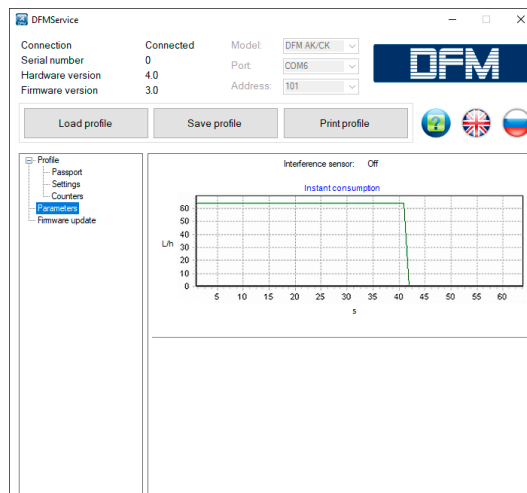 DFMService
Connection Connected Model: DFM AK/CK
Serial number 0 Port: COM6
Hardware version 4.0 Address: 101
Firmware version 3.0
DFM
Load profile Save profile Print profile
Profile
Passport
Settings
Counters
Parameters
Firmware update
Interference sensor: Off
Instant consumption
60
50
40
30
20
10
0
L/h
5 10 15 20 25 30 35 40 45 50 55 60
s